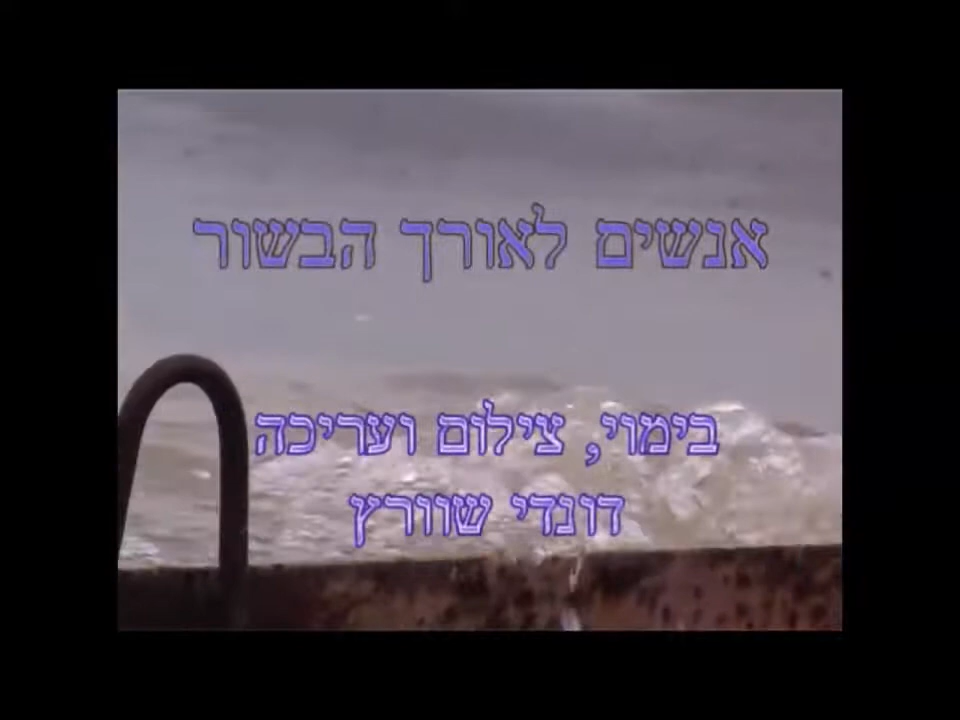 אנשים לאורך הבשור
בימוי, צילום ועריכה
דונדי שוורץ